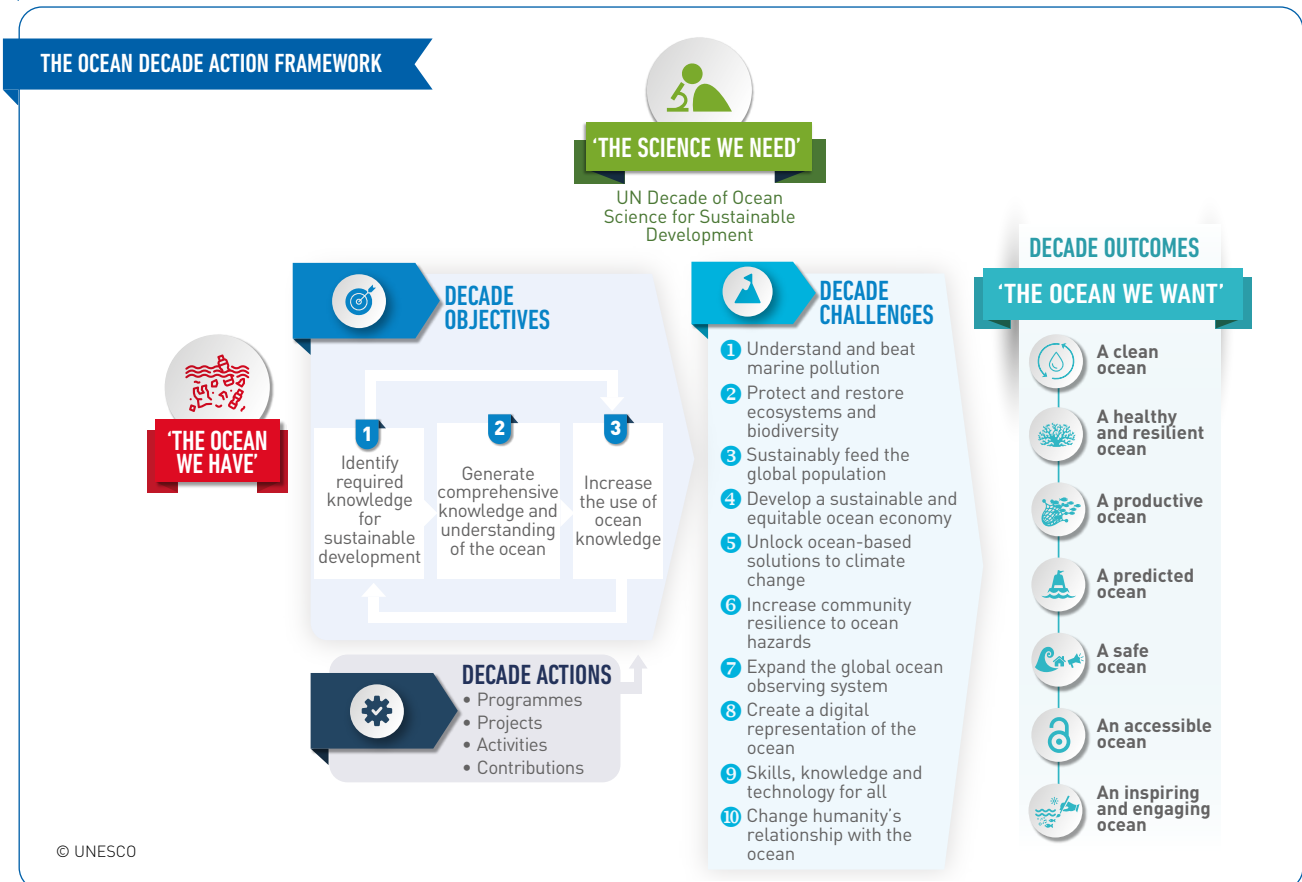 THE OCEAN DECADE ACTION FRAMEWORK
‘THE SCIENCE WE NEED’
UN Decade of Ocean
Science for Sustainable
Development
‘THE OCEAN
WE HAVE’
DECADE
OBJECTIVES
1
Identify
required
knowledge
for
sustainable
development
2
Generate
comprehensive
knowledge and
understanding
of the ocean
3
Increase
the use of
ocean
knowledge
DECADE ACTIONS
• Programmes
• Projects
• Activities
• Contributions
DECADE
CHALLENGES
1 Understand and beat
marine pollution
2 Protect and restore
ecosystems and
biodiversity
3 Sustainably feed the
global population
4 Develop a sustainable and
equitable ocean economy
5 Unlock ocean-based
solutions to climate
change
6 Increase community
resilience to ocean
hazards
7 Expand the global ocean
observing system
8 Create a digital
representation of the
ocean
9 Skills, knowledge and
technology for all
10 Change humanity’s
relationship with the
ocean
DECADE OUTCOMES
‘THE OCEAN WE WANT’
A clean
ocean
A healthy
and resilient
ocean
A productive
ocean
A predicted
ocean
A safe
ocean
An accessible
ocean
An inspiring
and engaging
ocean
© UNESCO